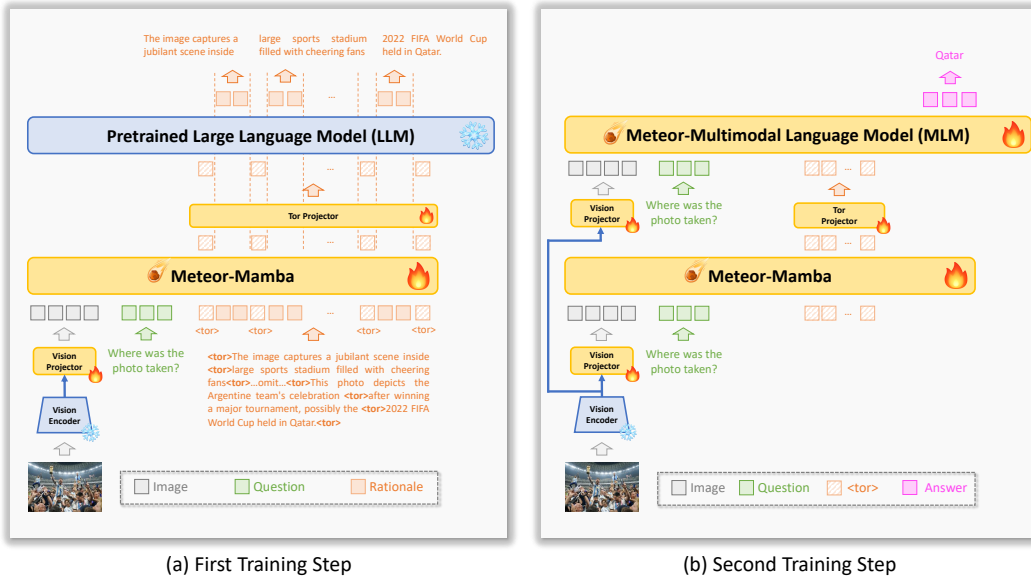 The image captures a
jubilant scene inside
large sports stadium
filled with cheering fans
2022 FIFA World Cup
held in Qatar.
...
Pretrained Large Language Model (LLM)
...
Tor Projector
...
Meteor-Mamba
...
<tor>
<tor>
<tor>
<tor>
Vision
Projector
Where was the
photo taken?
<tor>The image captures a jubilant scene inside
<tor>large sports stadium filled with cheering
fans<tor>...omit...<tor>This photo depicts the
Argentine team's celebration <tor>after winning
a major tournament, possibly the <tor>2022 FIFA
World Cup held in Qatar.<tor>
Vision
Encoder
Image
Question
Rationale
(a) First Training Step
Qatar
Meteor-Multimodal Language Model (MLM)
...
Vision
Projector
Where was the
photo taken?
Tor
Projector
...
Meteor-Mamba
...
Vision
Projector
Where was the
photo taken?
Vision
Encoder
Image
Question
<tor>
Answer
(b) Second Training Step